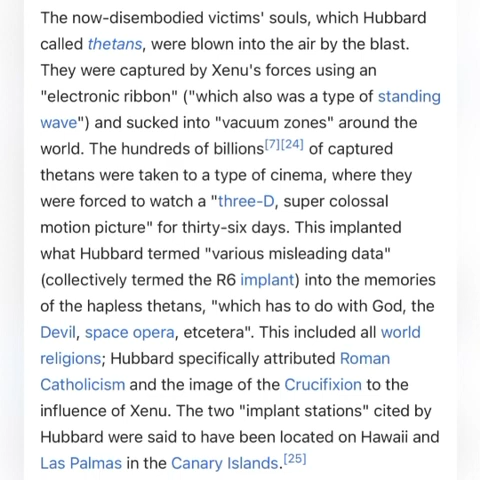 The now-disembodied victims' souls, which Hubbard
called thetans, were blown into the air by the blast.
They were captured by Xenu's forces using an
"electronic ribbon" ("which also was a type of standing
wave") and sucked into "vacuum zones" around the
world. The hundreds of billions[7][24] of captured
thetans were taken to a type of cinema, where they
were forced to watch a "three-D, super colossal
motion picture" for thirty-six days. This implanted
what Hubbard termed "various misleading data"
(collectively termed the R6 implant) into the memories
of the hapless thetans, "which has to do with God, the
Devil, space opera, etcetera". This included all world
religions; Hubbard specifically attributed Roman
Catholicism and the image of the Crucifixion to the
influence of Xenu. The two "implant stations" cited by
Hubbard were said to have been located on Hawaii and
Las Palmas in the Canary Islands.[25]